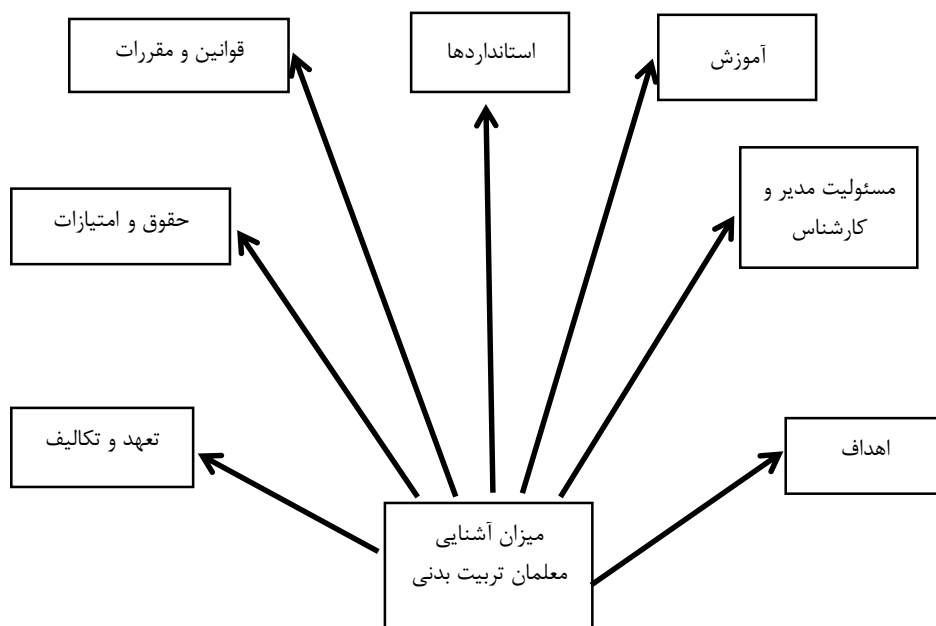 آموزش
استانداردها
قوانین و مقررات
مسئولیت مدیر و
کارشناس
حقوق و امتیازات
اهداف
تعهد و تکالیف
میزان آشنایی
معلمان تربیت بدنی